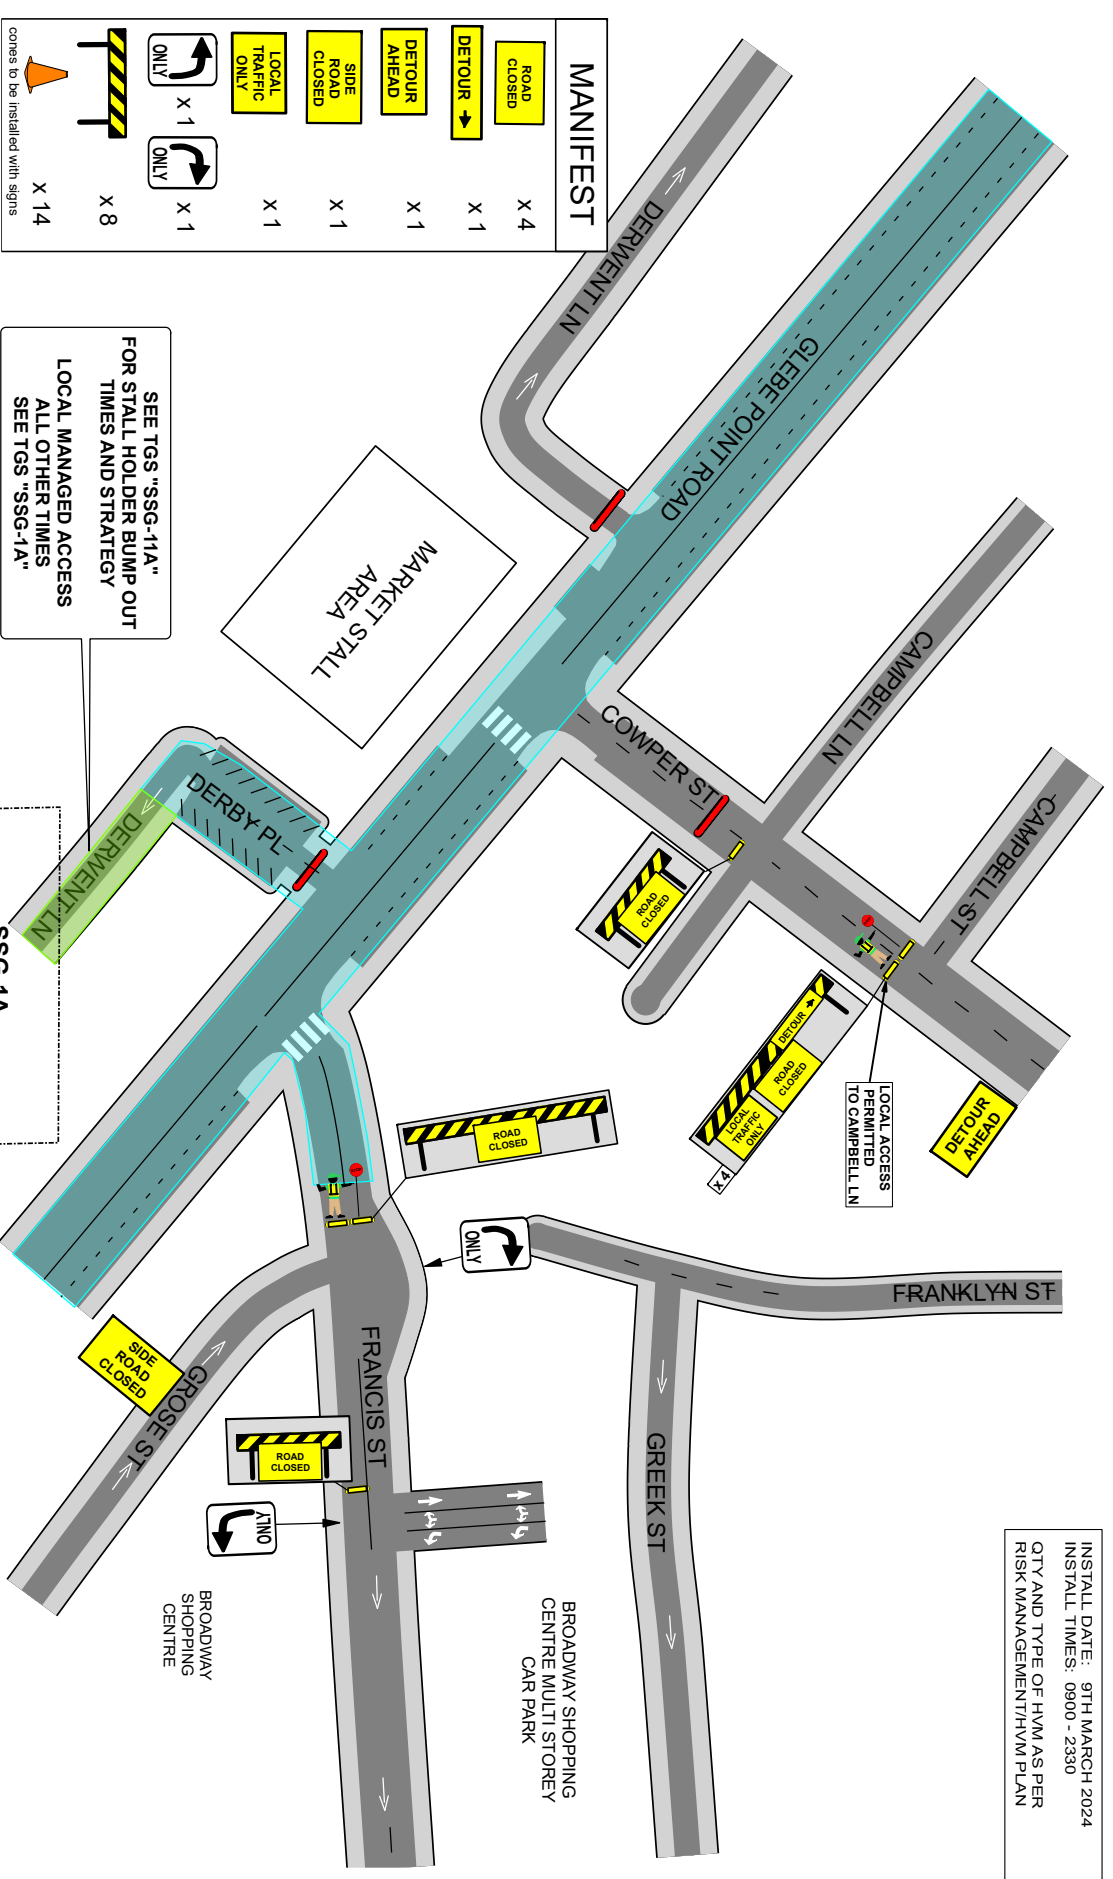 INSTALL DATE: 9TH MARCH 2024
INSTALL TIMES: 0900 - 2330
QTY AND TYPE OF HVM AS PER
RISK MANAGEMENT/HVM PLAN
MANIFEST
ROAD
CLOSED
x 4
DETOUR
x 1
DETOUR
AHEAD
x 1
SIDE
ROAD
CLOSED
x 1
LOCAL
TRAFFIC
ONLY
x 1
ONLY
x 1
ONLY
x 1
x 8
x 14
cones to be installed with signs
DERWENT LN
GLEBE POINT ROAD
CAMPBELL LN
CAMPBELL ST
COWPER ST
MARKET STALL
AREA
SEE TGS "SSG-11A"
FOR STALL HOLDER BUMP OUT
TIMES AND STRATEGY
LOCAL MANAGED ACCESS
ALL OTHER TIMES
SEE TGS "SSG-1A"
DERBY PL
DERWENT LN
SSG-1A
ROAD
CLOSED
DETOUR
ROAD
CLOSED
LOCAL
TRAFFIC
ONLY
x 4
LOCAL ACCESS
PERMITTED
TO CAMPBELL LN
DETOUR
AHEAD
ROAD
CLOSED
ONLY
FRANKLYN ST
GREEK ST
FRANCIS ST
GROSE ST
SIDE
ROAD
CLOSED
ROAD
CLOSED
ONLY
BROADWAY SHOPPING
CENTRE MULTI STOREY
CAR PARK
BROADWAY
SHOPPING
CENTRE